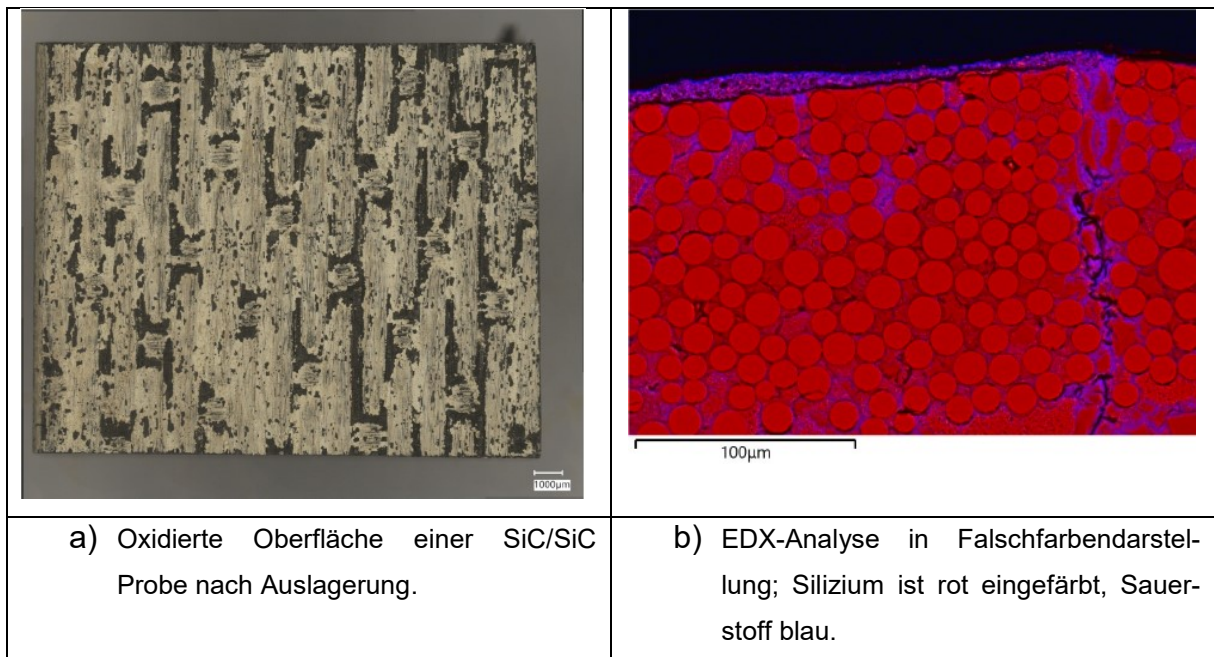 1000µm
100µm
a) Oxidierte Oberfläche einer SiC/SiC
Probe nach Auslagerung.
b) EDX-Analyse in Falschfarbendarstel-
lung; Silizium ist rot eingefärbt, Sauer-
stoff blau.